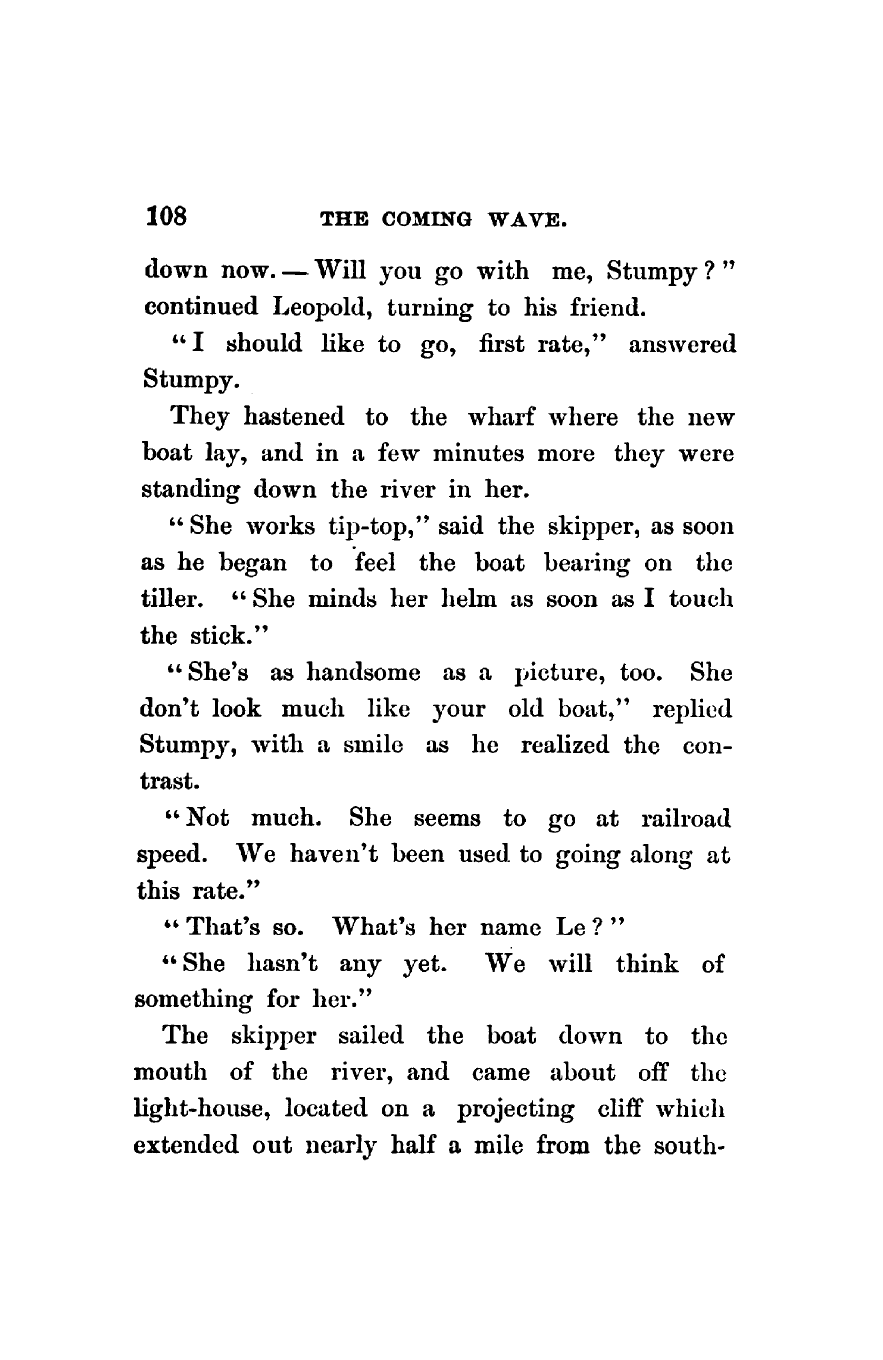 108 THE COMING WAVE.
down now. — Will you go with me, Stumpy?"
continued Leopold, turning to his friend.
"I should like to go, first rate," answered
Stumpy.
They hastened to the wharf where the new
boat lay, and in a few minutes more they were
standing down the river in her.
"She works tip-top," said the skipper, as soon
as he began to feel the boat bearing on the
tiller. "She minds her helm as soon as I touch
the stick."
"She's as handsome as a picture, too. She
don't look much like your old boat," replied
Stumpy, with a smile as he realized the con-
trast.
"Not much. She seems to go at railroad
speed. We haven't been used to going along at
this rate."
"That's so. What's her name Le?"
"She hasn't any yet. We will think of
something for her."
The skipper sailed the boat down to the
mouth of the river, and came about off the
light-house, located on a projecting cliff which
extended out nearly half a mile from the south-